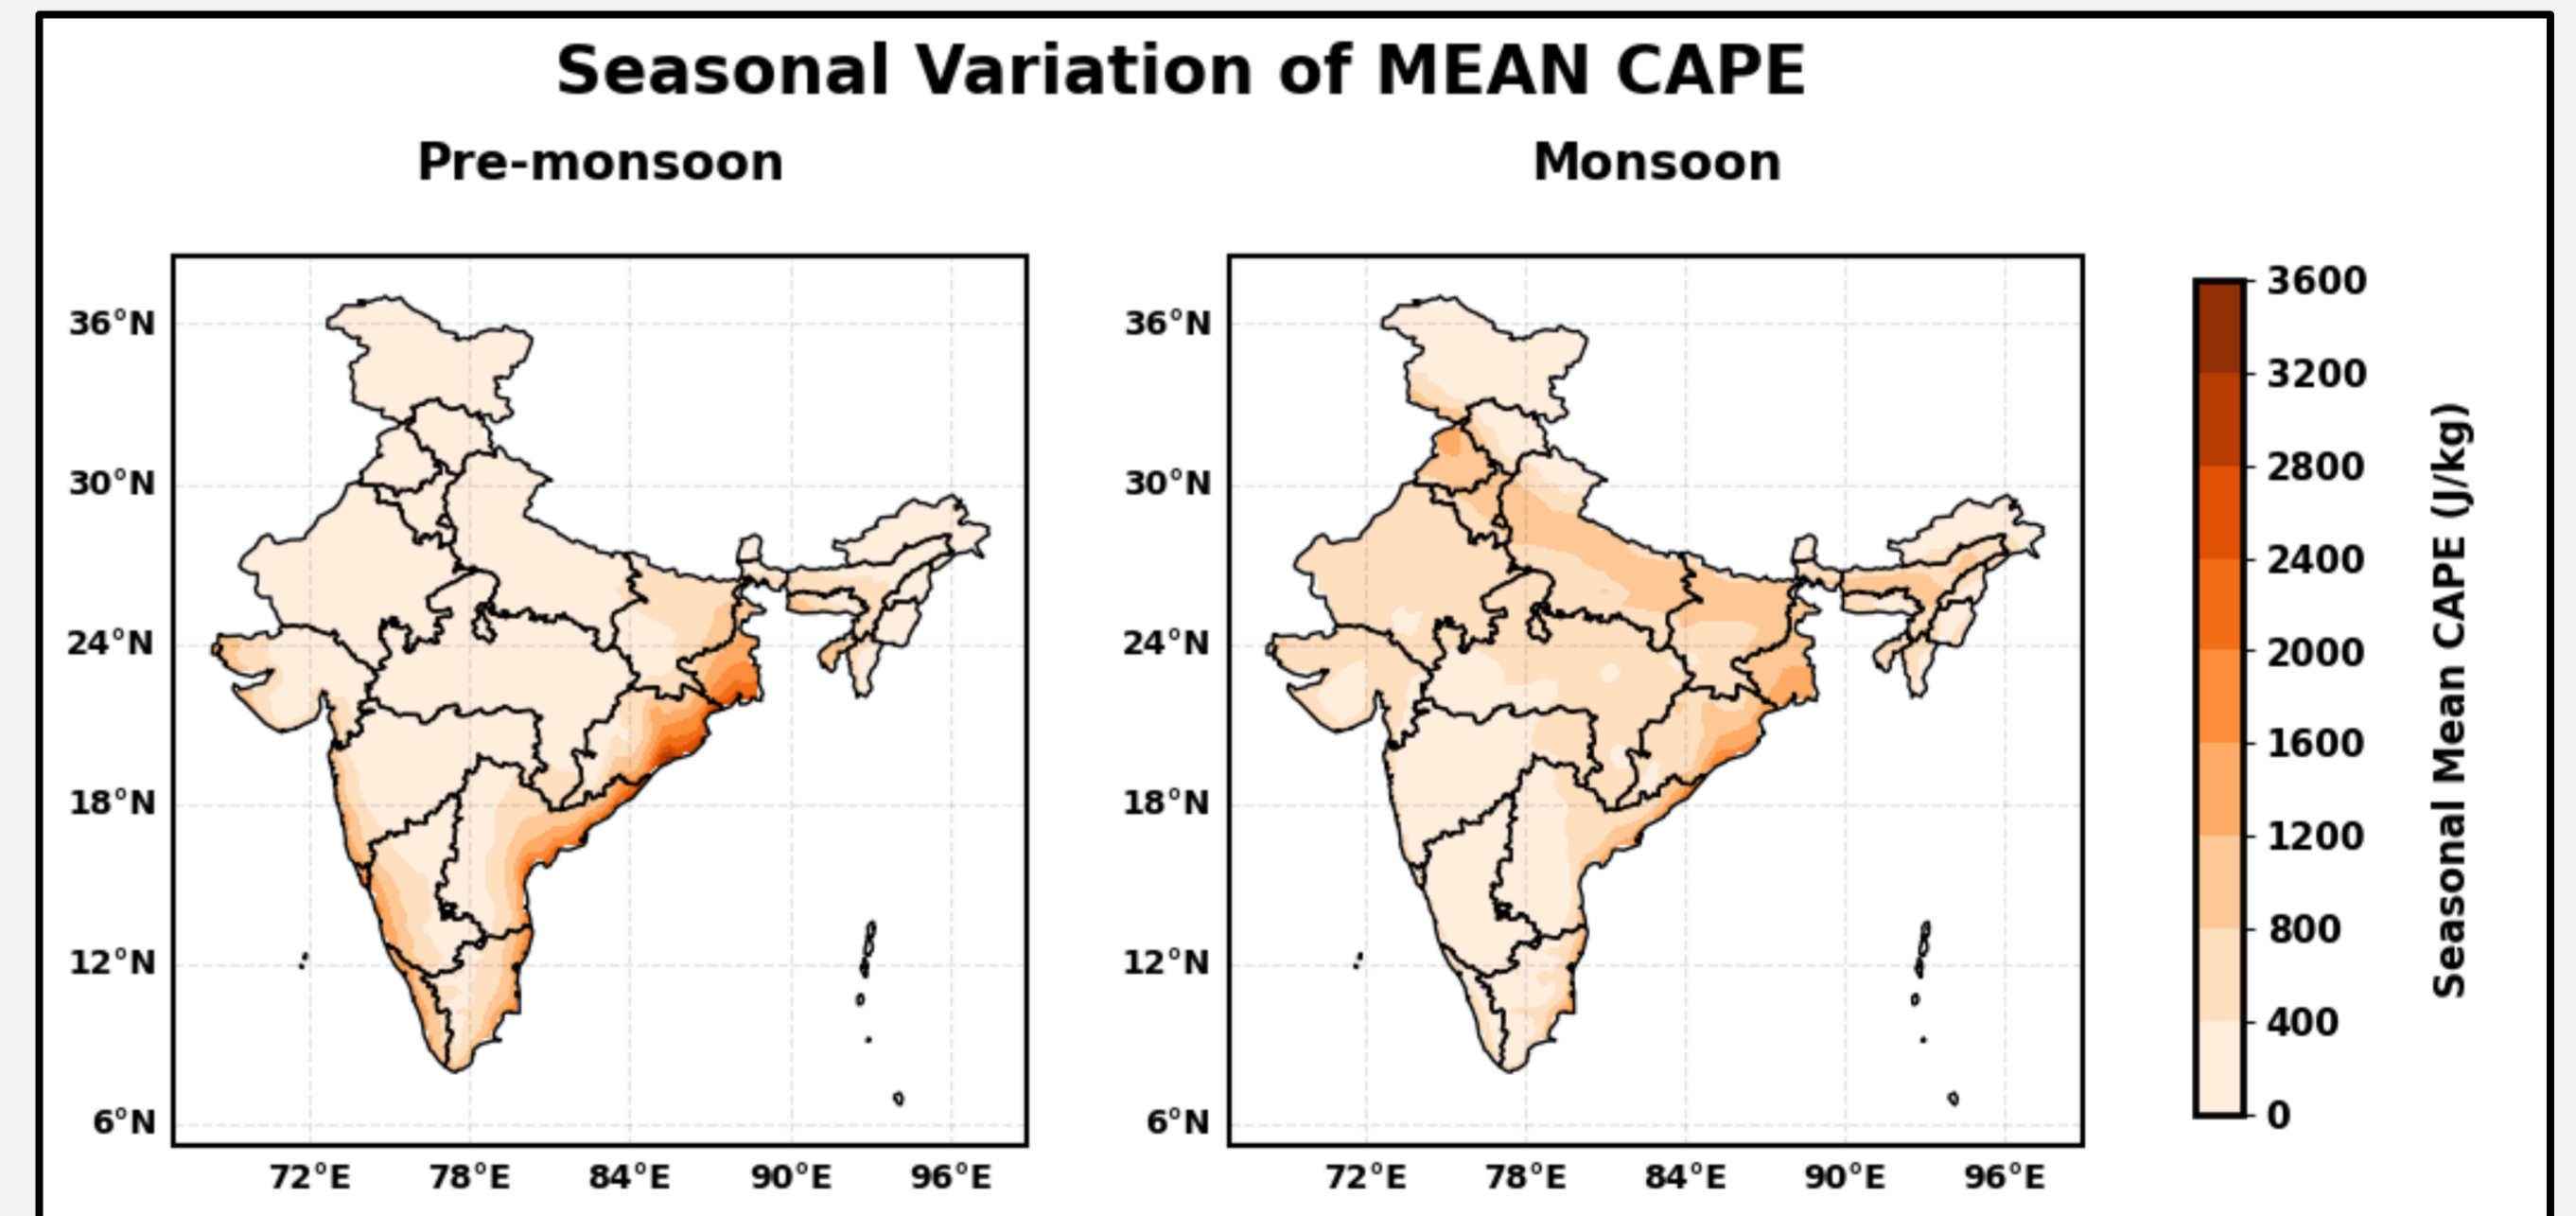 Seasonal Variation of MEAN CAPE
Pre-monsoon
Monsoon
36°N
30°N
24°N
18°N
12°N
6°N
72°E 78°E 84°E 90°E 96°E
36°N
30°N
24°N
18°N
12°N
6°N
72°E 78°E 84°E 90°E 96°E
3600
3200
2800
2400
2000
1600
1200
800
400
0
Seasonal Mean CAPE (J/kg)